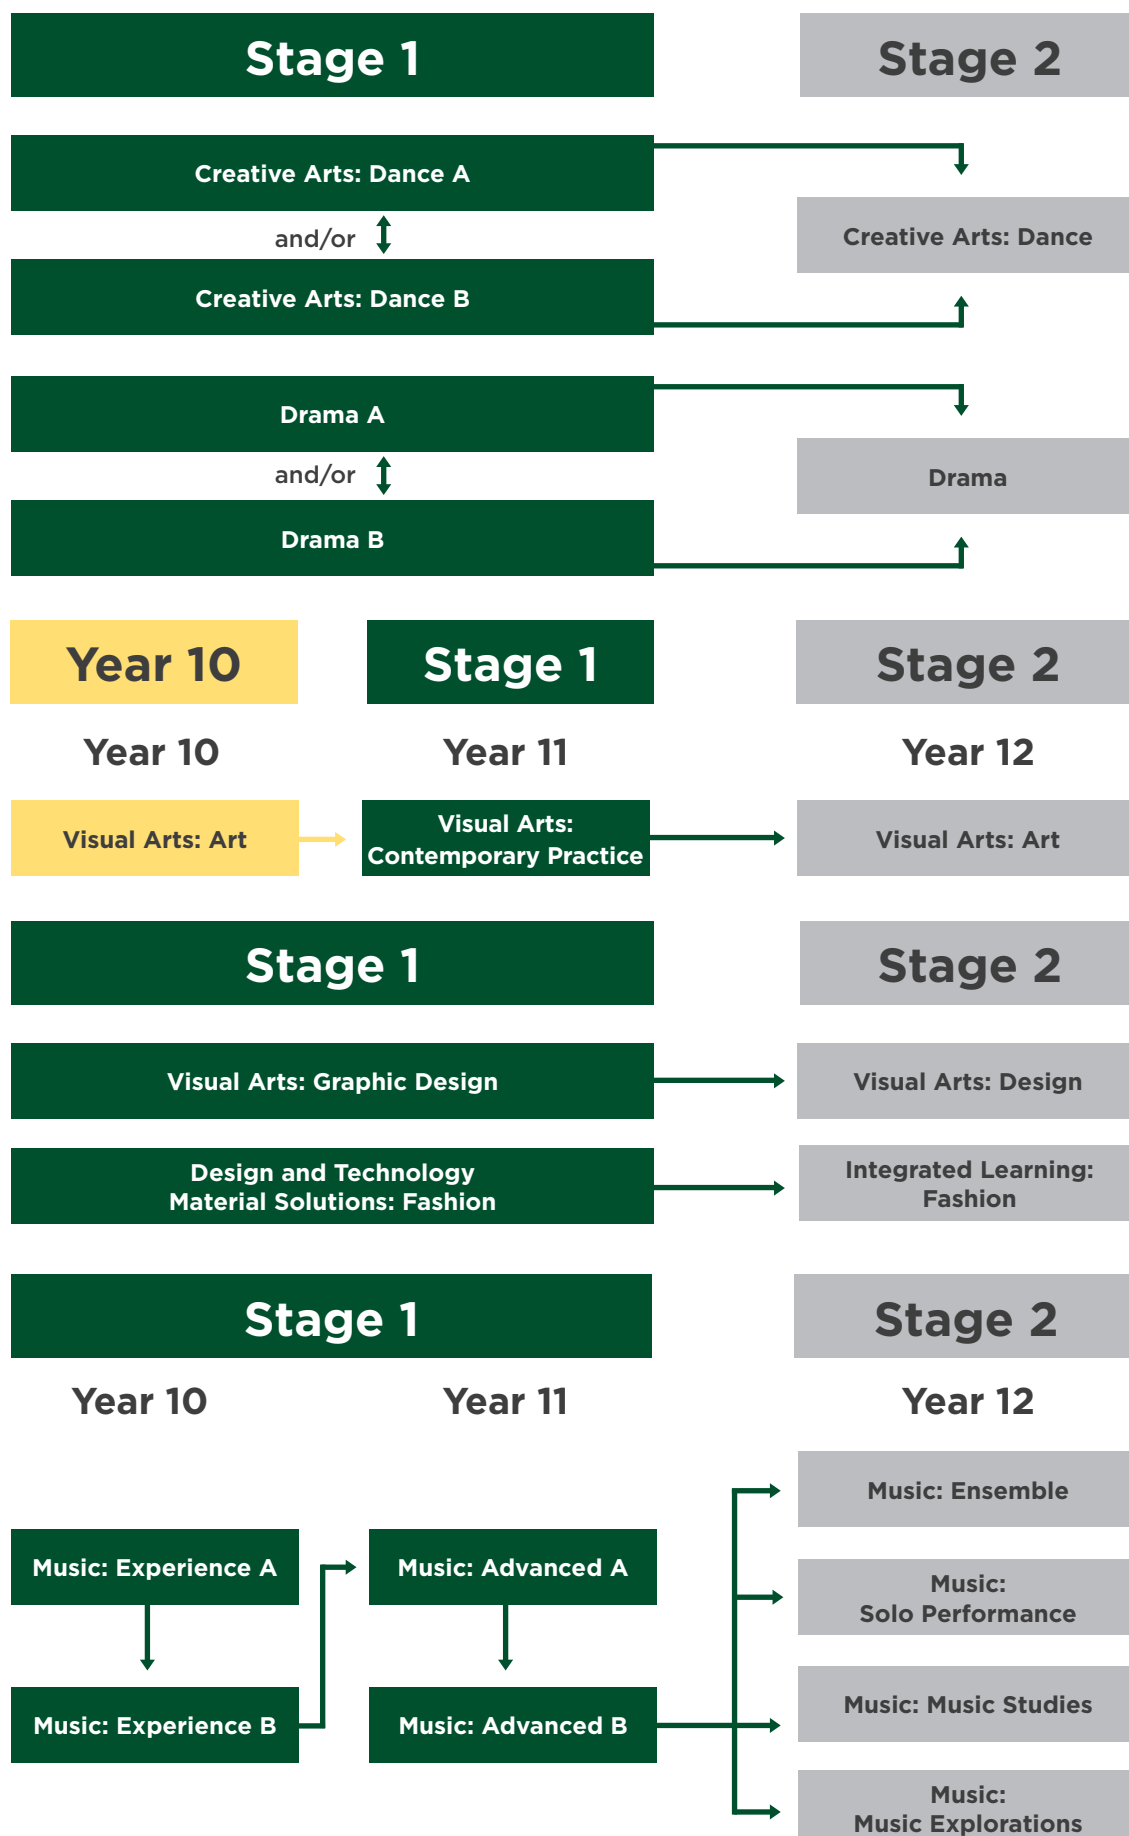 Stage 1
Stage 2
Creative Arts: Dance A
and/or
Creative Arts: Dance B
Creative Arts: Dance
Drama A
and/or
Drama B
Drama
Year 10
Stage 1
Stage 2
Year 10
Year 11
Year 12
Visual Arts: Art
Visual Arts:
Contemporary Practice
Visual Arts: Art
Stage 1
Stage 2
Visual Arts: Graphic Design
Visual Arts: Design
Design and Technology
Material Solutions: Fashion
Integrated Learning:
Fashion
Stage 1
Stage 2
Year 10
Year 11
Year 12
Music: Experience A
Music: Experience B
Music: Advanced A
Music: Advanced B
Music: Ensemble
Music:
Solo Performance
Music: Music Studies
Music:
Music Explorations